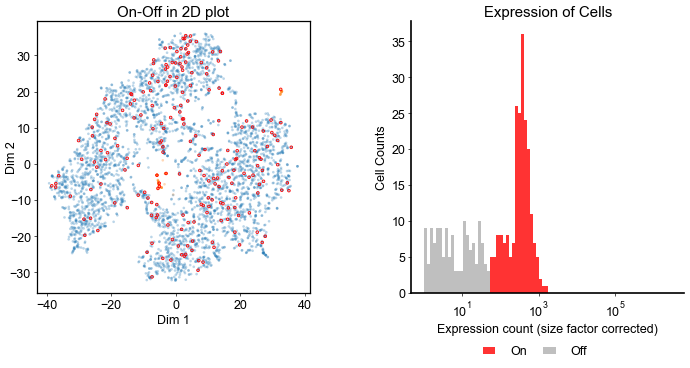 On-Off in 2D plot
30
20
10
0
−10
−20
−30
Dim 2
−40
−20
0
20
40
Dim 1
Expression of Cells
35
30
25
20
15
10
5
0
Cell Counts
10^1
10^3
10^5
Expression count (size factor corrected)
On
Off